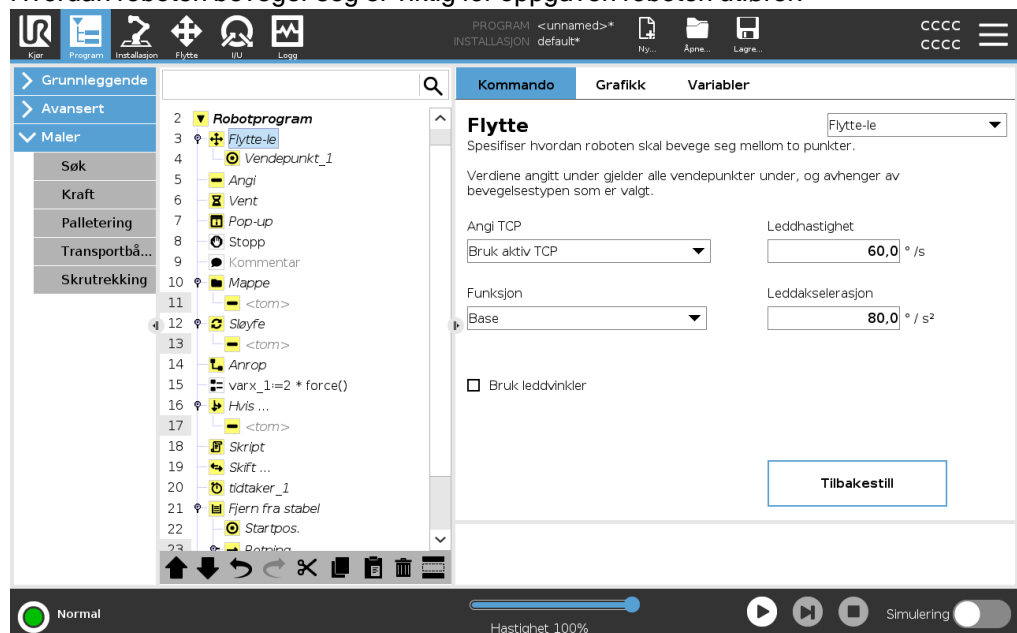 Hvordan roboten beveger seg er viktig for oppgaven roboten utfører.
UR
Kjør
Program
Installasjon
Flytte
I/U
Logg
PROGRAM <unnamed>*
INSTALLASJON default*
Ny...
Åpne...
Lagre...
CCCC
CCCC
Grunnleggende
Avansert
Maler
Søk
Kraft
Palletering
Transportbå...
Skrutrekking
2 Robotprogram
3 Flytte-le
4 Vendepunkt_1
5 Angi
6 Vent
7 Pop-up
8 Stopp
9 Kommentar
10 Mappe
11 <tom>
12 Sløyfe
13 <tom>
14 Anrop
15 varx_1:=2 * force()
16 Hvis ...
17 <tom>
18 Skript
19 Skift ...
20 tidtaker_1
21 Fjern fra stabel
22 Startpos.
23 Retning
Kommando Grafikk Variabler
Flytte
Flytte-le
Spesifiser hvordan roboten skal bevege seg mellom to punkter.
Verdiene angitt under gjelder alle vendepunkter under, og avhenger av
bevegelsestypen som er valgt.
Angi TCP
Bruk aktiv TCP
Leddhastighet
60,0 ° /s
Funksjon
Base
Leddakselerasjon
80,0 ° / s²
Bruk leddvinkler
Tilbakestill
Normal
Hastighet 100%
Simulering